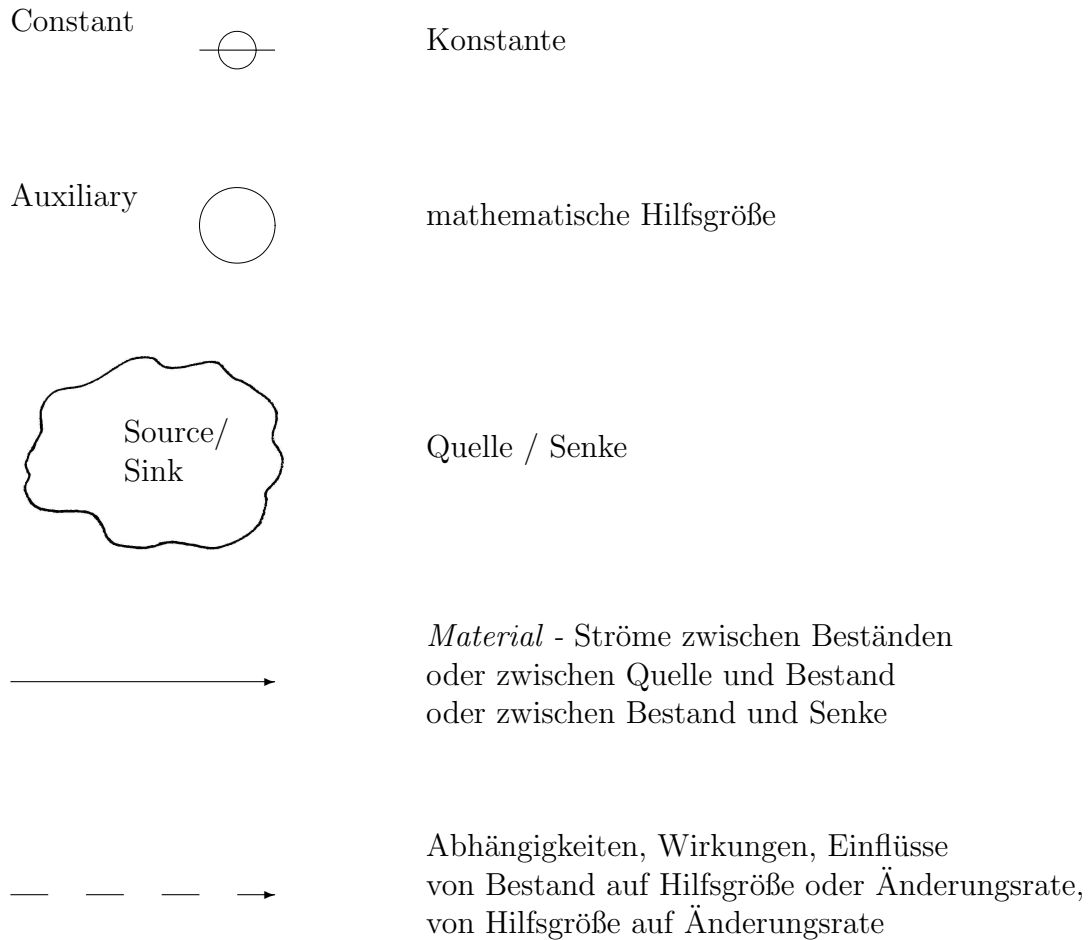 Constant
Konstante
Auxiliary
mathematische Hilfsgröße
Source/
Sink
Quelle / Senke
Material - Ströme zwischen Beständen
oder zwischen Quelle und Bestand
oder zwischen Bestand und Senke
Abhängigkeiten, Wirkungen, Einflüsse
von Bestand auf Hilfsgröße oder Änderungsrate,
von Hilfsgröße auf Änderungsrate